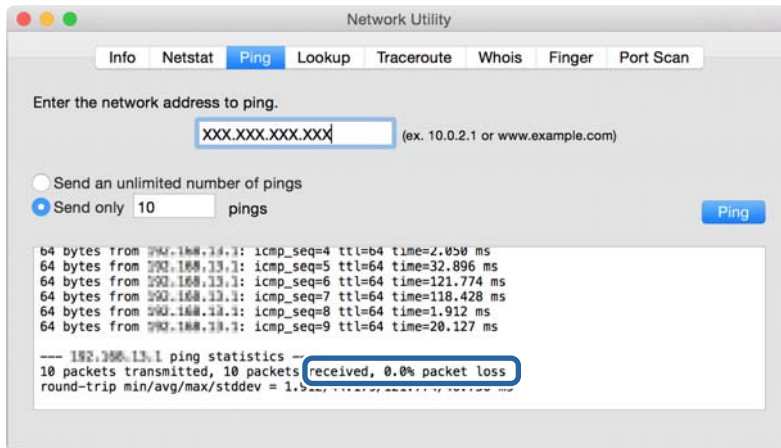 Network Utility
Info Netstat Ping Lookup Traceroute Whois Finger Port Scan
Enter the network address to ping.
XXX.XXX.XXX.XXX (ex. 10.0.2.1 or www.example.com)
Send an unlimited number of pings
Send only 10 pings
Ping
64 bytes from : icmp_seq=4 ttl=64 time=2.050 ms
64 bytes from : icmp_seq=5 ttl=64 time=32.896 ms
64 bytes from : icmp_seq=6 ttl=64 time=121.774 ms
64 bytes from : icmp_seq=7 ttl=64 time=118.428 ms
64 bytes from : icmp_seq=8 ttl=64 time=1.912 ms
64 bytes from : icmp_seq=9 ttl=64 time=20.127 ms
--- ping statistics --
10 packets transmitted, 10 packets received, 0.0% packet loss
round-trip min/avg/max/stddev =